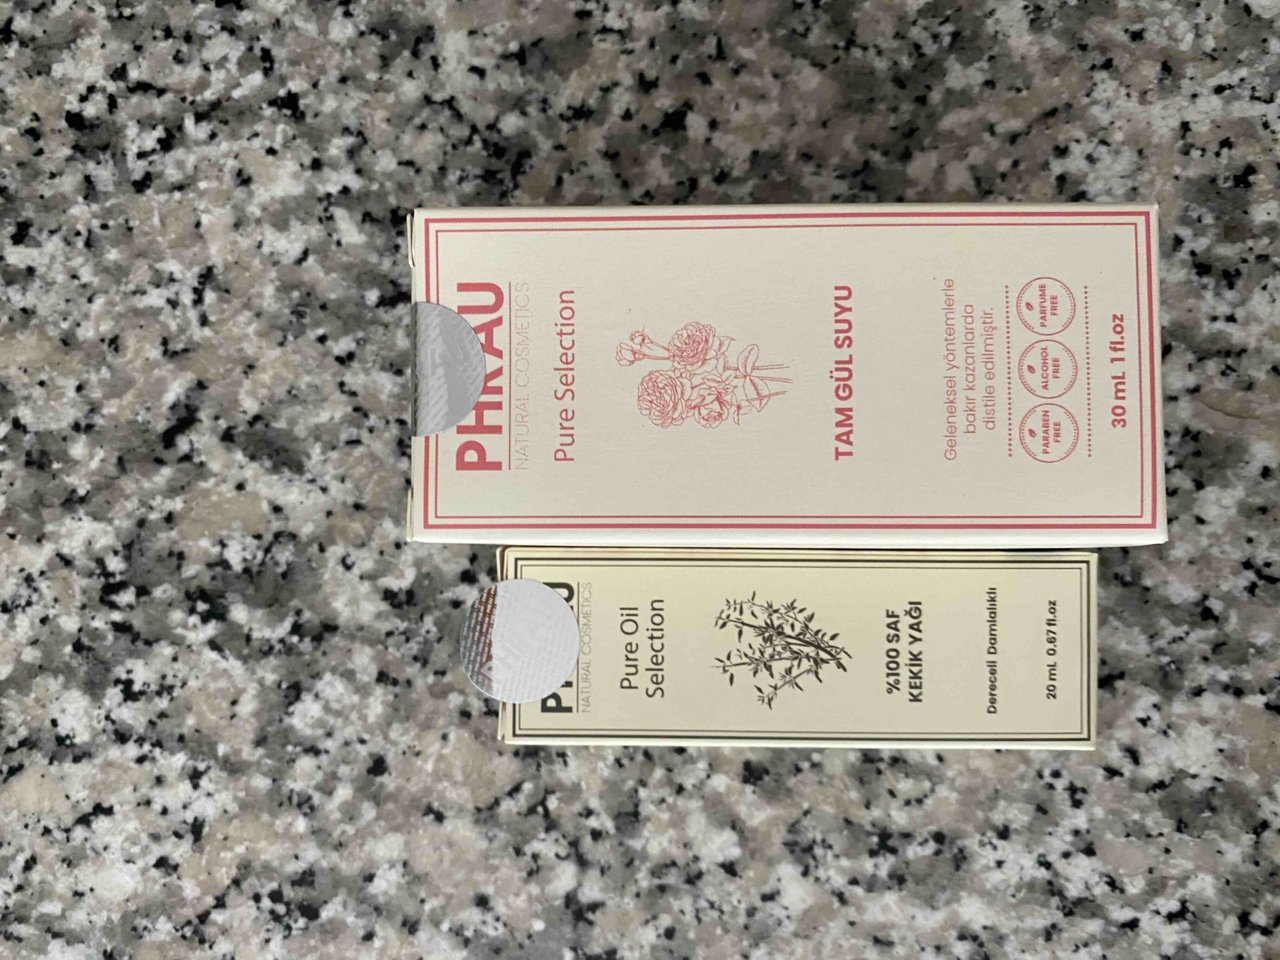 PHRAU
NATURAL COSMETICS
Pure Selection
TAM GÜL SUYU
Geleneksel yöntemlerle
bakır kazanlarda
distile edilmiştir.
PARABEN
FREE
ALCOHOL
FREE
PARFUME
FREE
30 mL 1 fl.oz
NATURAL COSMETICS
Pure Oil
Selection
%100 SAF
KEKİK YAĞI
Dereceli Damlalıklı
20 mL 0.67 fl.oz